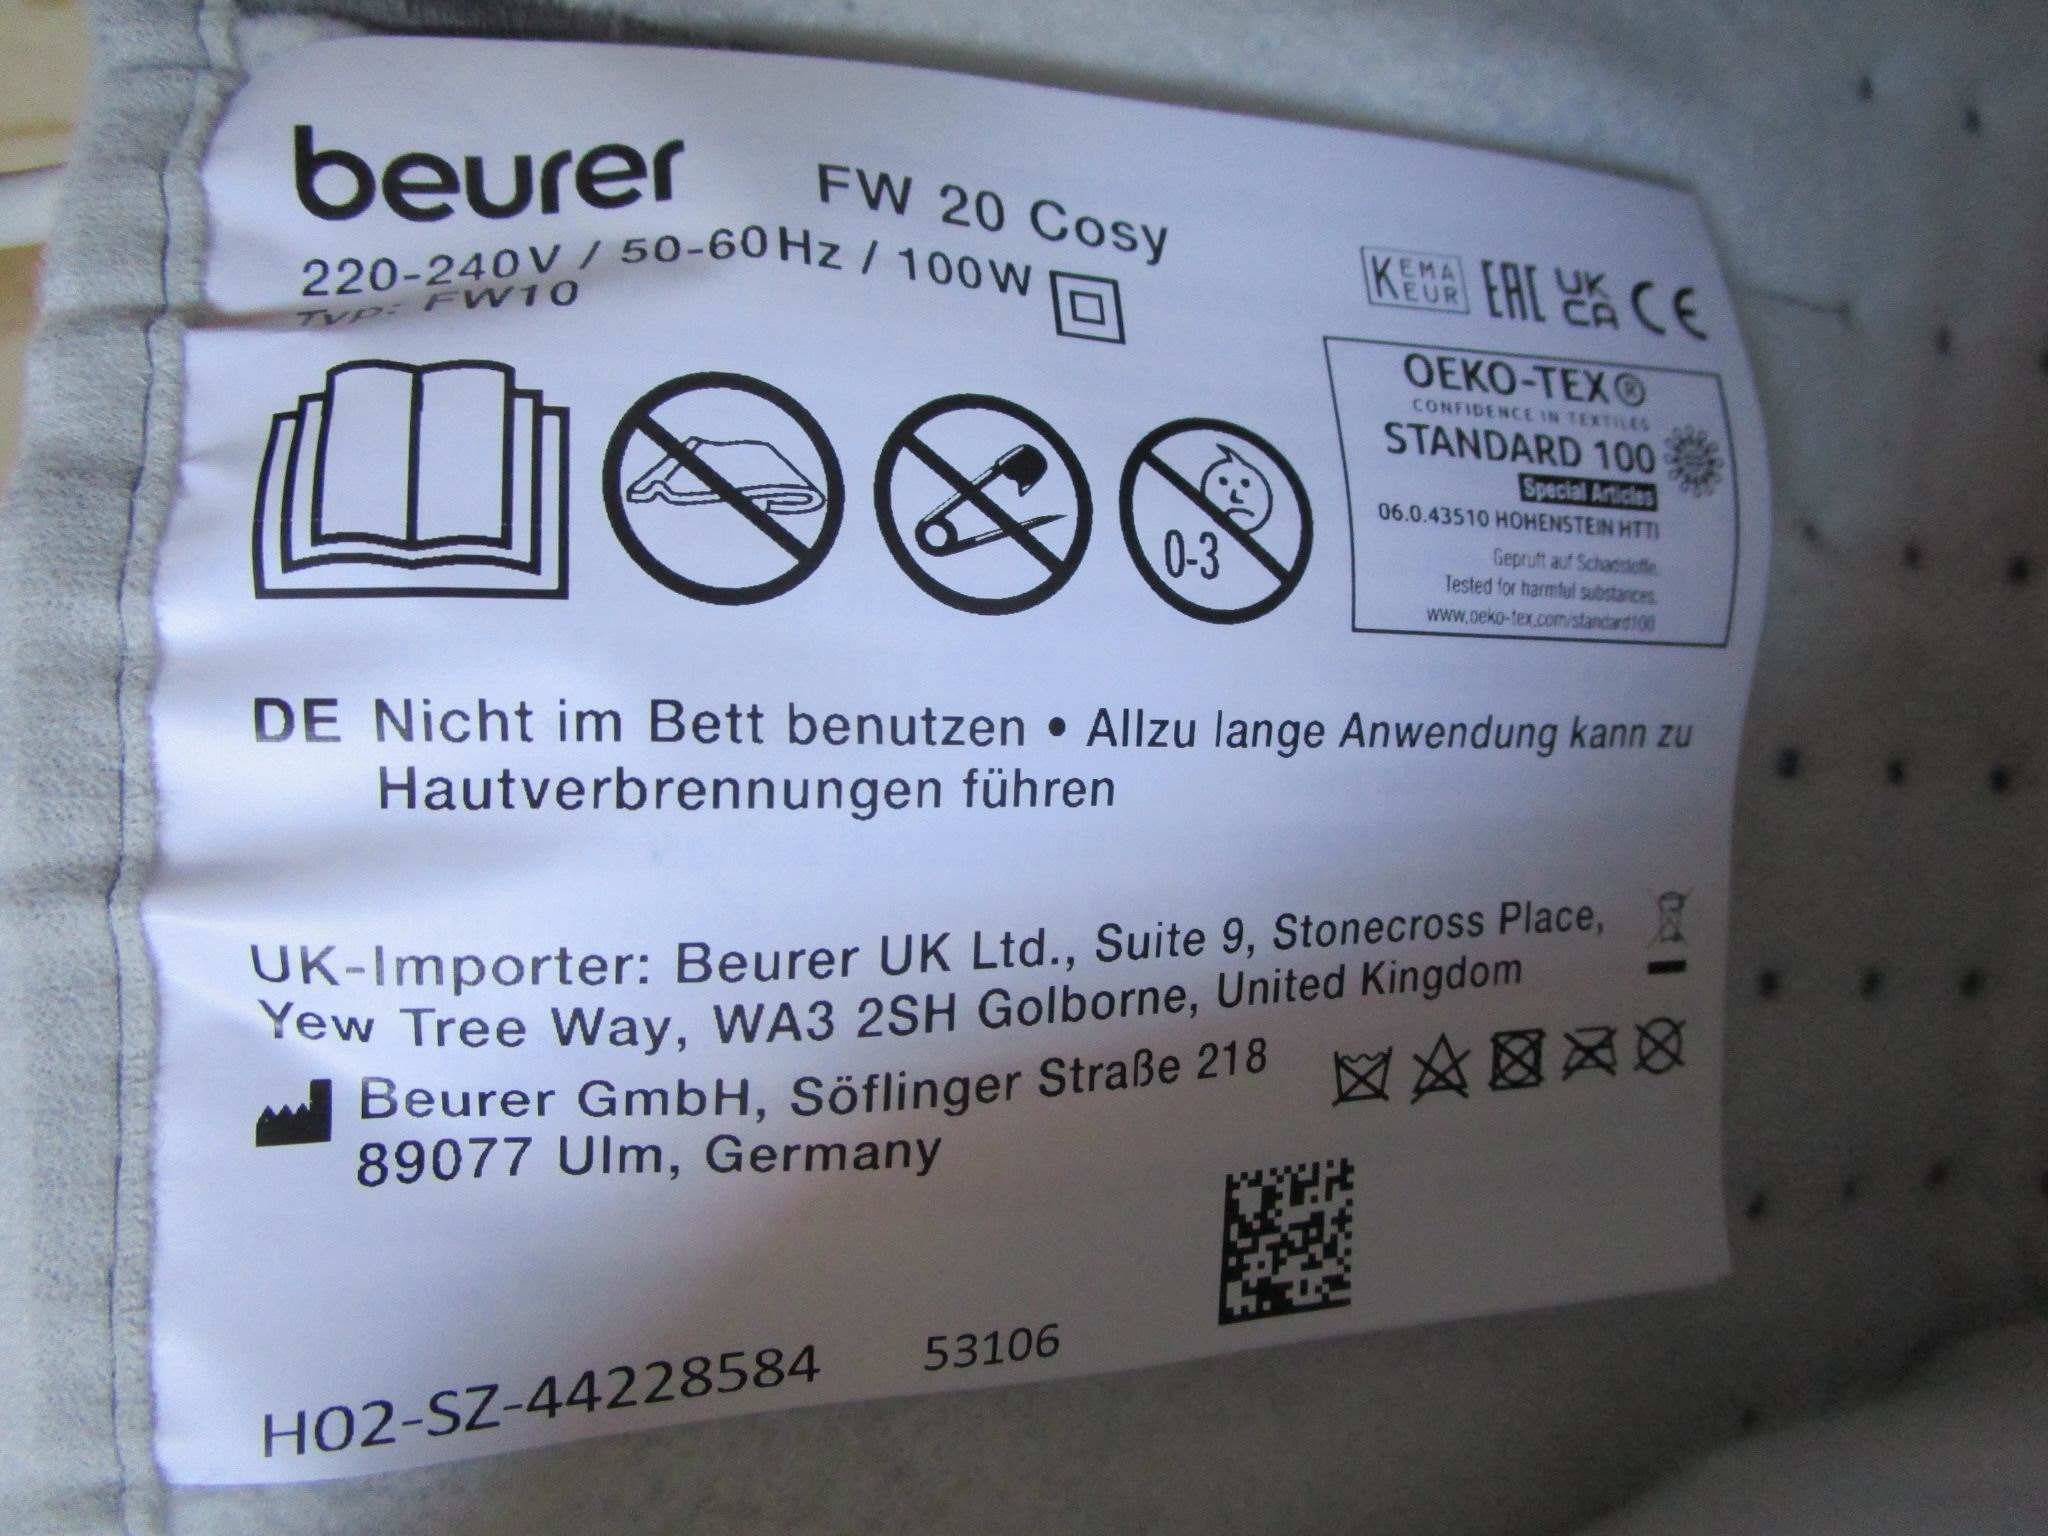 beurer FW 20 Cosy
220-240V / 50-60Hz / 100W
Typ: FW10
KEMA
KEUR
EAC
UK
CA
CE
OEKO-TEX®
CONFIDENCE IN TEXTILES
STANDARD 100
Special Articles
06.0.43510 HOHENSTEIN HTTI
Geprüft auf Schadstoffe.
Tested for harmful substances.
www.oeko-tex.com/standard100
0-3
DE Nicht im Bett benutzen • Allzu lange Anwendung kann zu
Hautverbrennungen führen
UK-Importer: Beurer UK Ltd., Suite 9, Stonecross Place,
Yew Tree Way, WA3 2SH Golborne, United Kingdom
Beurer GmbH, Söflinger Straße 218
89077 Ulm, Germany
H02-SZ-44228584 53106